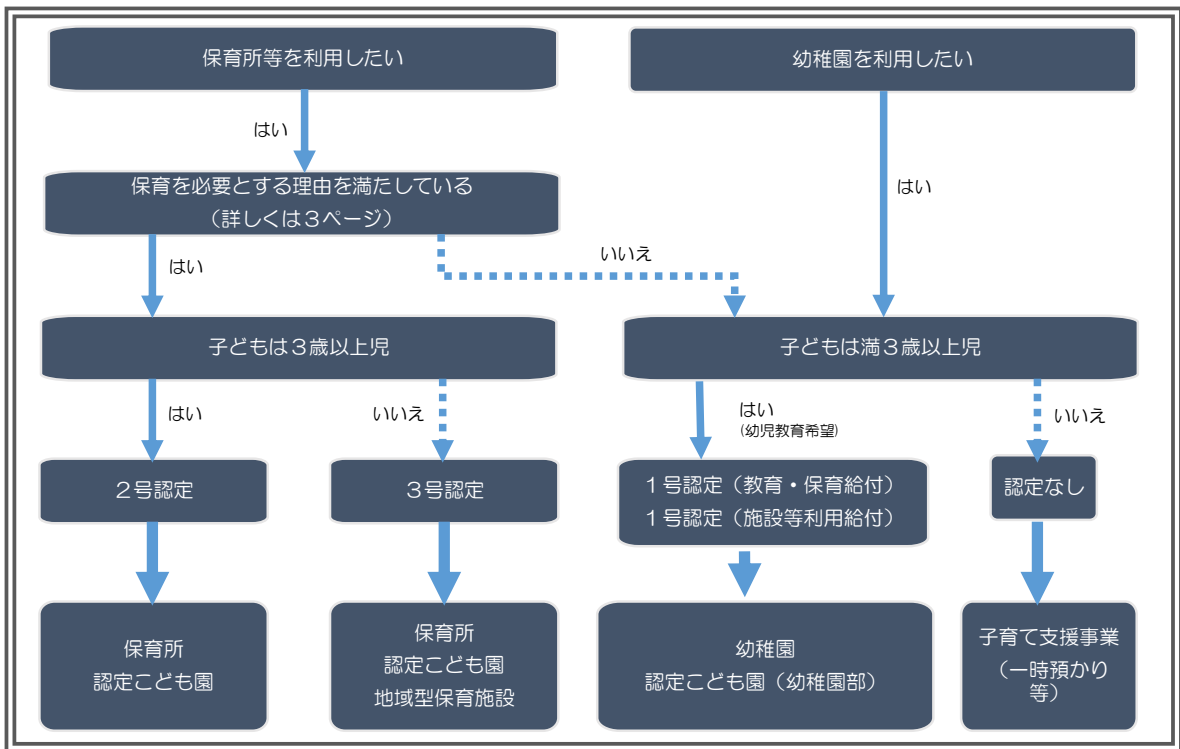 保育所等を利用したい
幼稚園を利用したい
はい
保育を必要とする理由を満たしている
（詳しくは３ページ）
はい
はい
いいえ
子どもは３歳以上児
子どもは満３歳以上児
はい
いいえ
はい
(幼児教育希望)
いいえ
２号認定
３号認定
１号認定（教育・保育給付）
１号認定（施設等利用給付）
認定なし
保育所
認定こども園
保育所
認定こども園
地域型保育施設
幼稚園
認定こども園（幼稚園部）
子育て支援事業
（一時預かり
等）